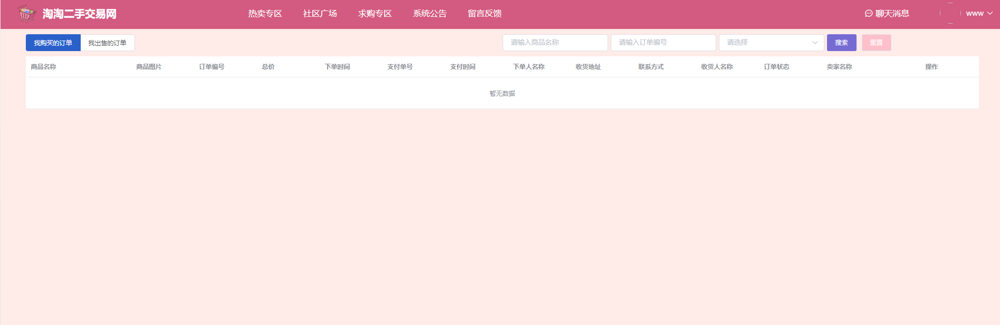 淘淘二手交易网 热卖专区 社区广场 求购专区 系统公告 留言反馈 聊天消息 www
我购买的订单 我出售的订单 请输入商品名称 请输入订单编号 请选择 搜索 重置
商品名称 商品图片 订单编号 总价 下单时间 支付单号 支付时间 下单人名称 收货地址 联系方式 收货人名称 订单状态 卖家名称 操作
暂无数据